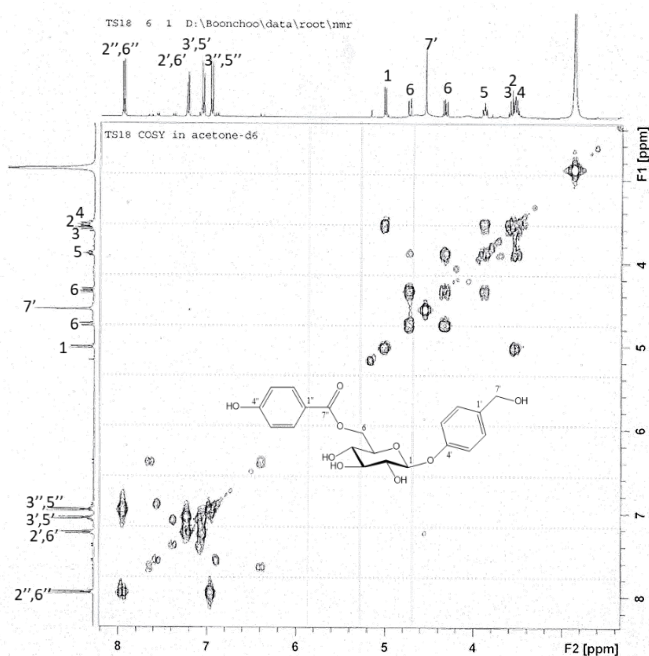 TS18 6 1 D:\Boonchoo\data\root\nmr
2'',6'' 2',6' 3',5' 3'',5'' 1 6 7' 6 5 3 2 4
TS18 COSY in acetone-d6
F1 [ppm]
4
2
3
5
6
7'
6
1
3'',5''
3',5'
2',6'
2'',6''
4
5
6
7
8
HO
4''
1''
O
7''
O
6
HO
HO
O
OH
1
O
4'
1'
7'
OH
8 7 6 5 4 F2 [ppm]